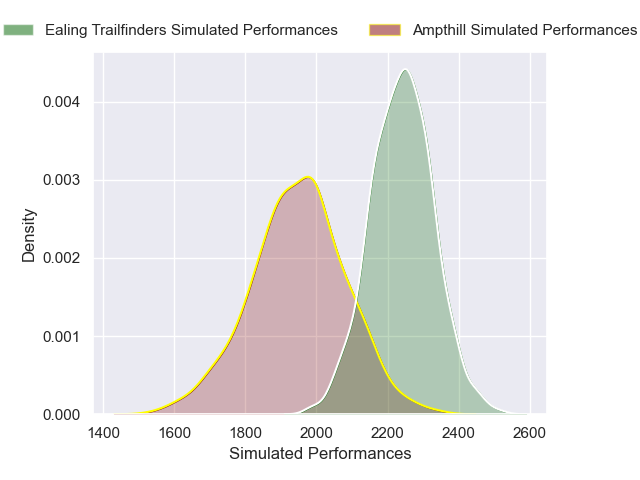 Ealing Trailfinders Simulated Performances
Ampthill Simulated Performances
0.004
0.003
0.002
0.001
0.000
Density
1400 1600 1800 2000 2200 2400 2600
Simulated Performances